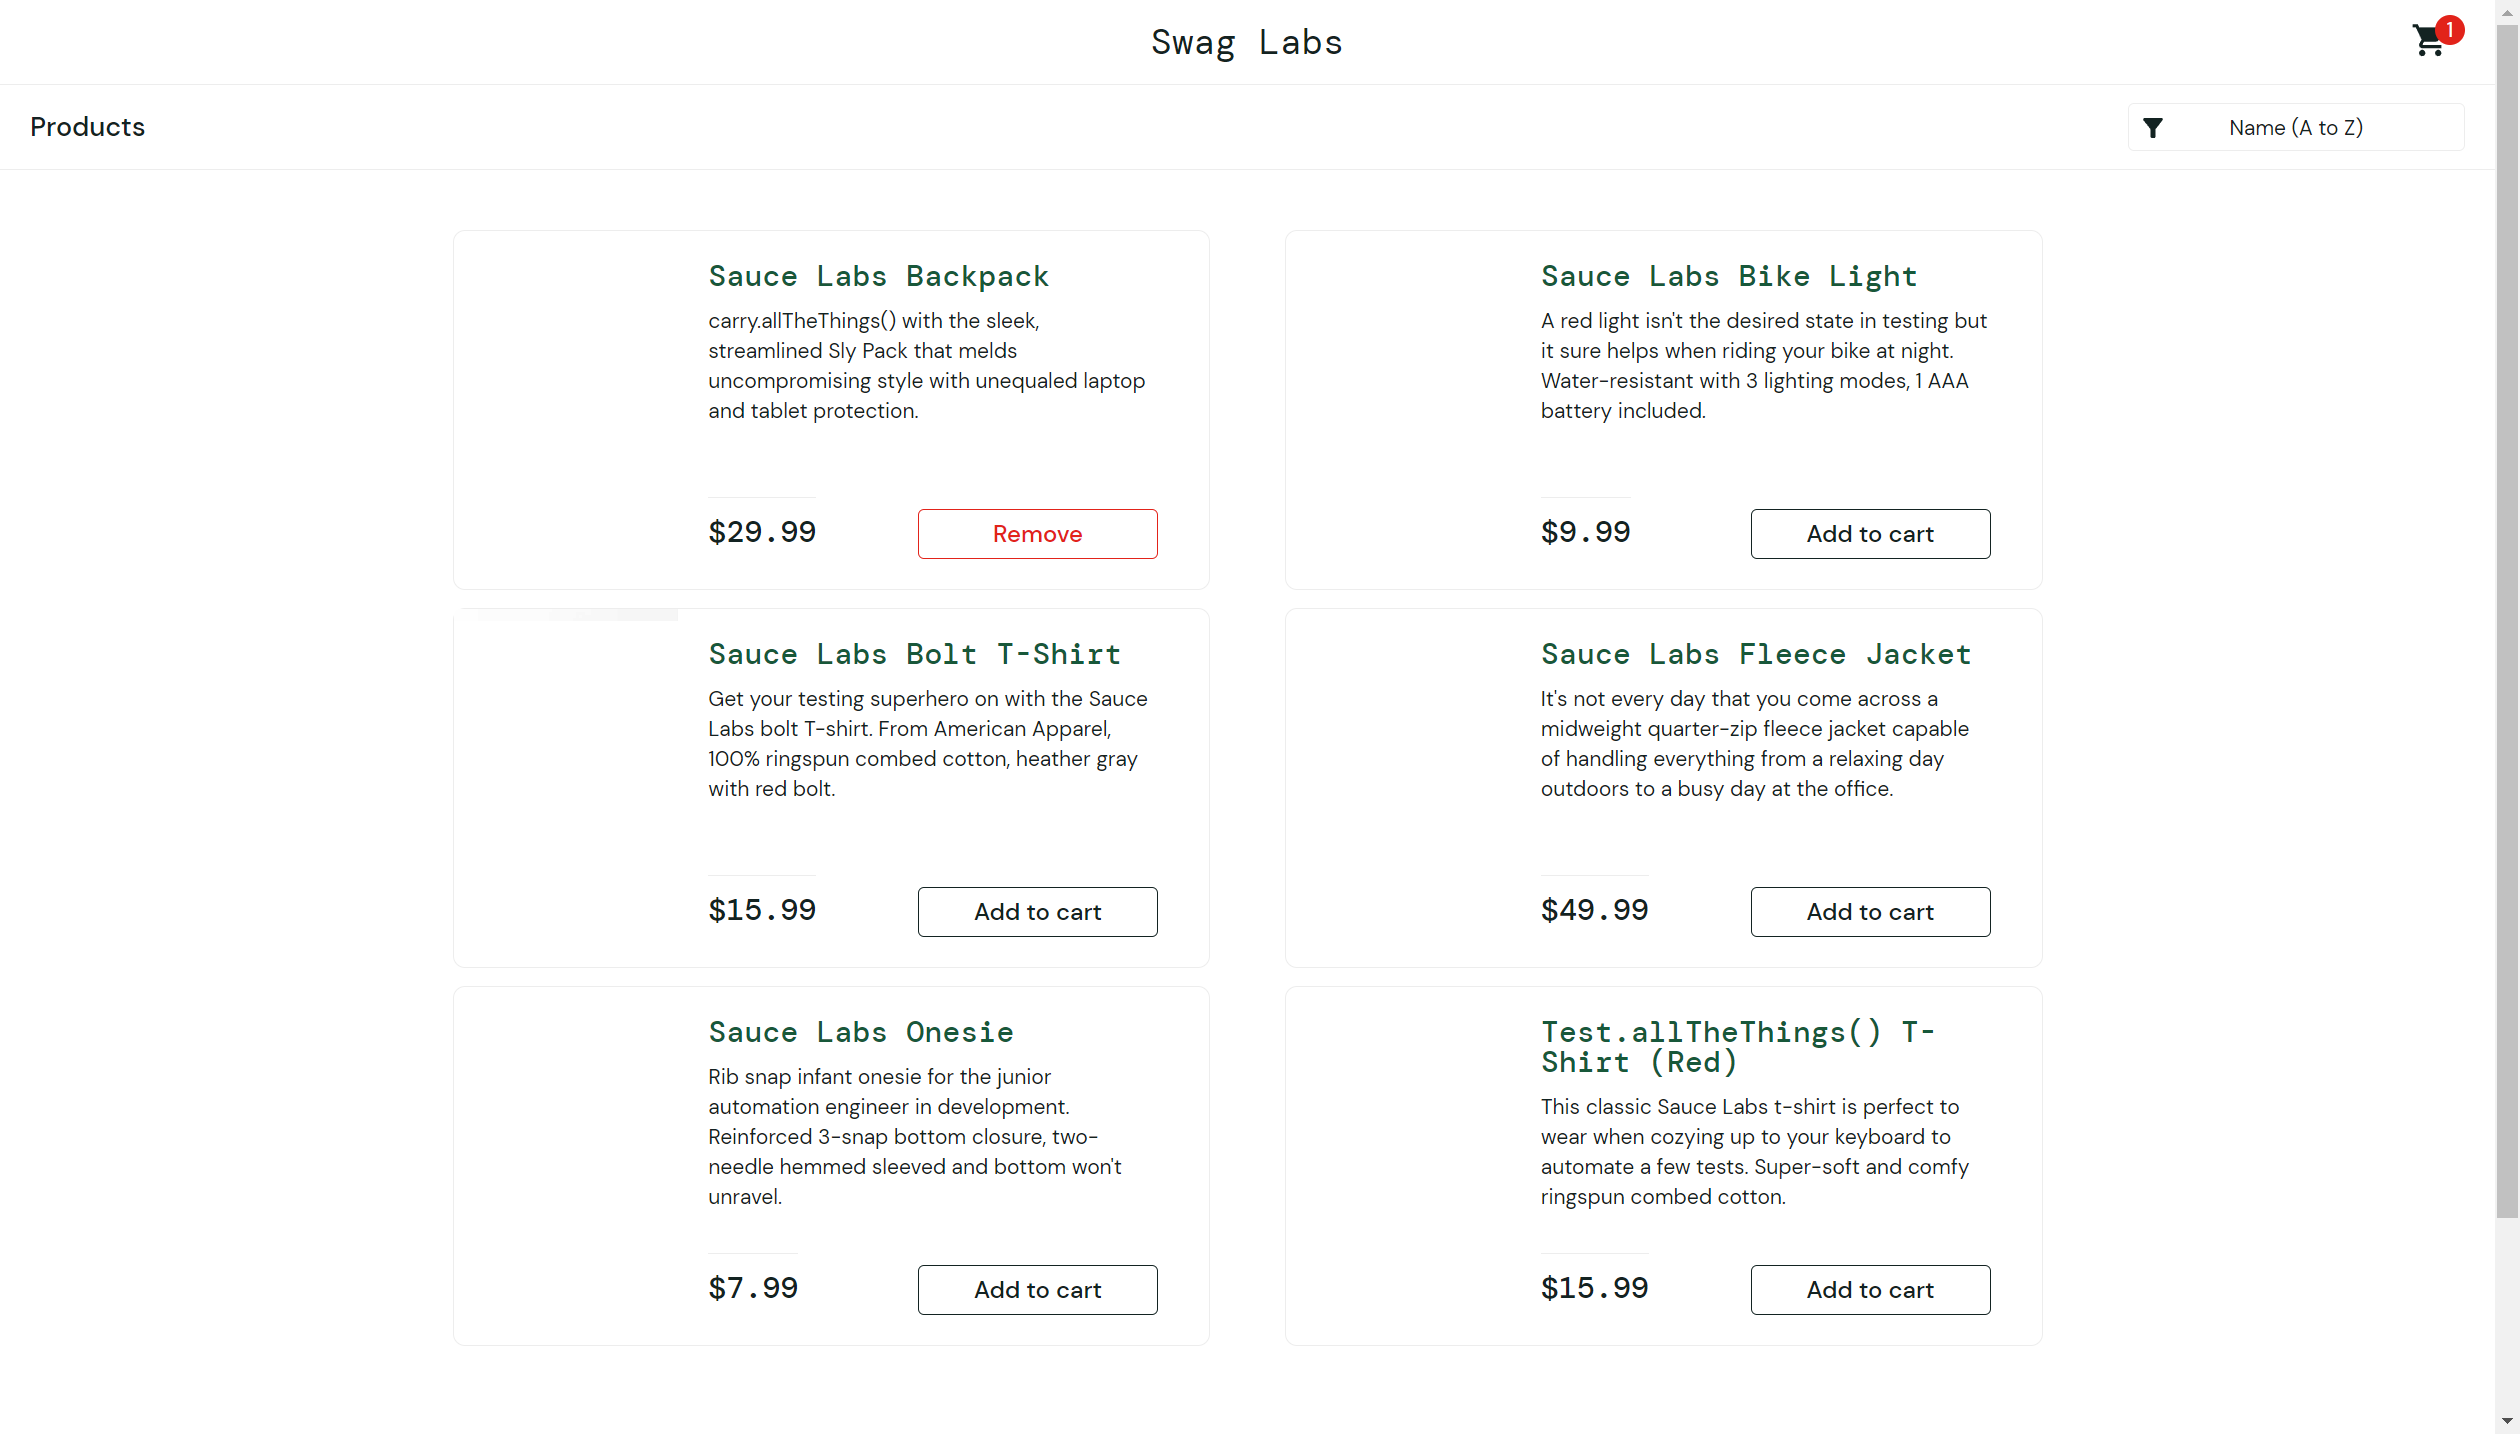 Swag Labs
1
Products
Name (A to Z)
Sauce Labs Backpack
carry.allTheThings() with the sleek,
streamlined Sly Pack that melds
uncompromising style with unequaled laptop
and tablet protection.
$29.99
Remove
Sauce Labs Bike Light
A red light isn't the desired state in testing but
it sure helps when riding your bike at night.
Water-resistant with 3 lighting modes, 1 AAA
battery included.
$9.99
Add to cart
Sauce Labs Bolt T-Shirt
Get your testing superhero on with the Sauce
Labs bolt T-shirt. From American Apparel,
100% ringspun combed cotton, heather gray
with red bolt.
$15.99
Add to cart
Sauce Labs Fleece Jacket
It's not every day that you come across a
midweight quarter-zip fleece jacket capable
of handling everything from a relaxing day
outdoors to a busy day at the office.
$49.99
Add to cart
Sauce Labs Onesie
Rib snap infant onesie for the junior
automation engineer in development.
Reinforced 3-snap bottom closure, two-
needle hemmed sleeved and bottom won't
unravel.
$7.99
Add to cart
Test.allTheThings() T-
Shirt (Red)
This classic Sauce Labs t-shirt is perfect to
wear when cozying up to your keyboard to
automate a few tests. Super-soft and comfy
ringspun combed cotton.
$15.99
Add to cart